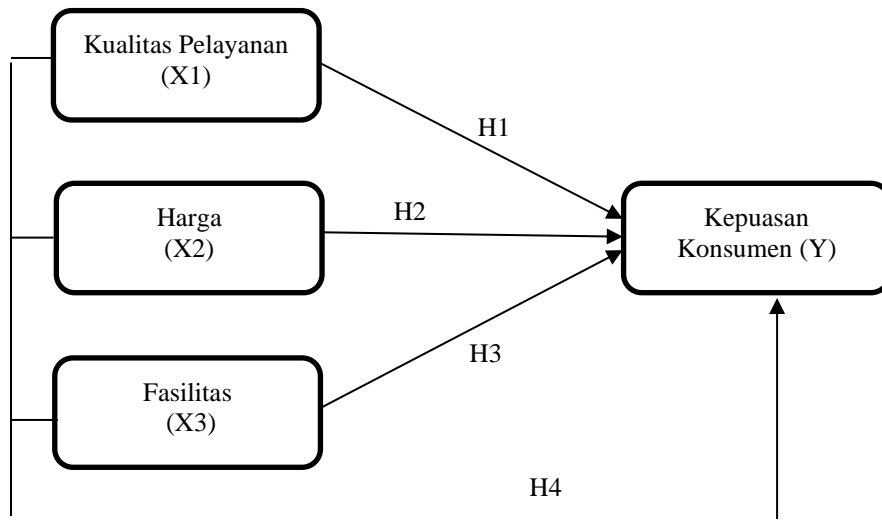 Kualitas Pelayanan
(X1)
H1
Harga
(X2)
H2
Kepuasan
Konsumen (Y)
H3
Fasilitas
(X3)
H4